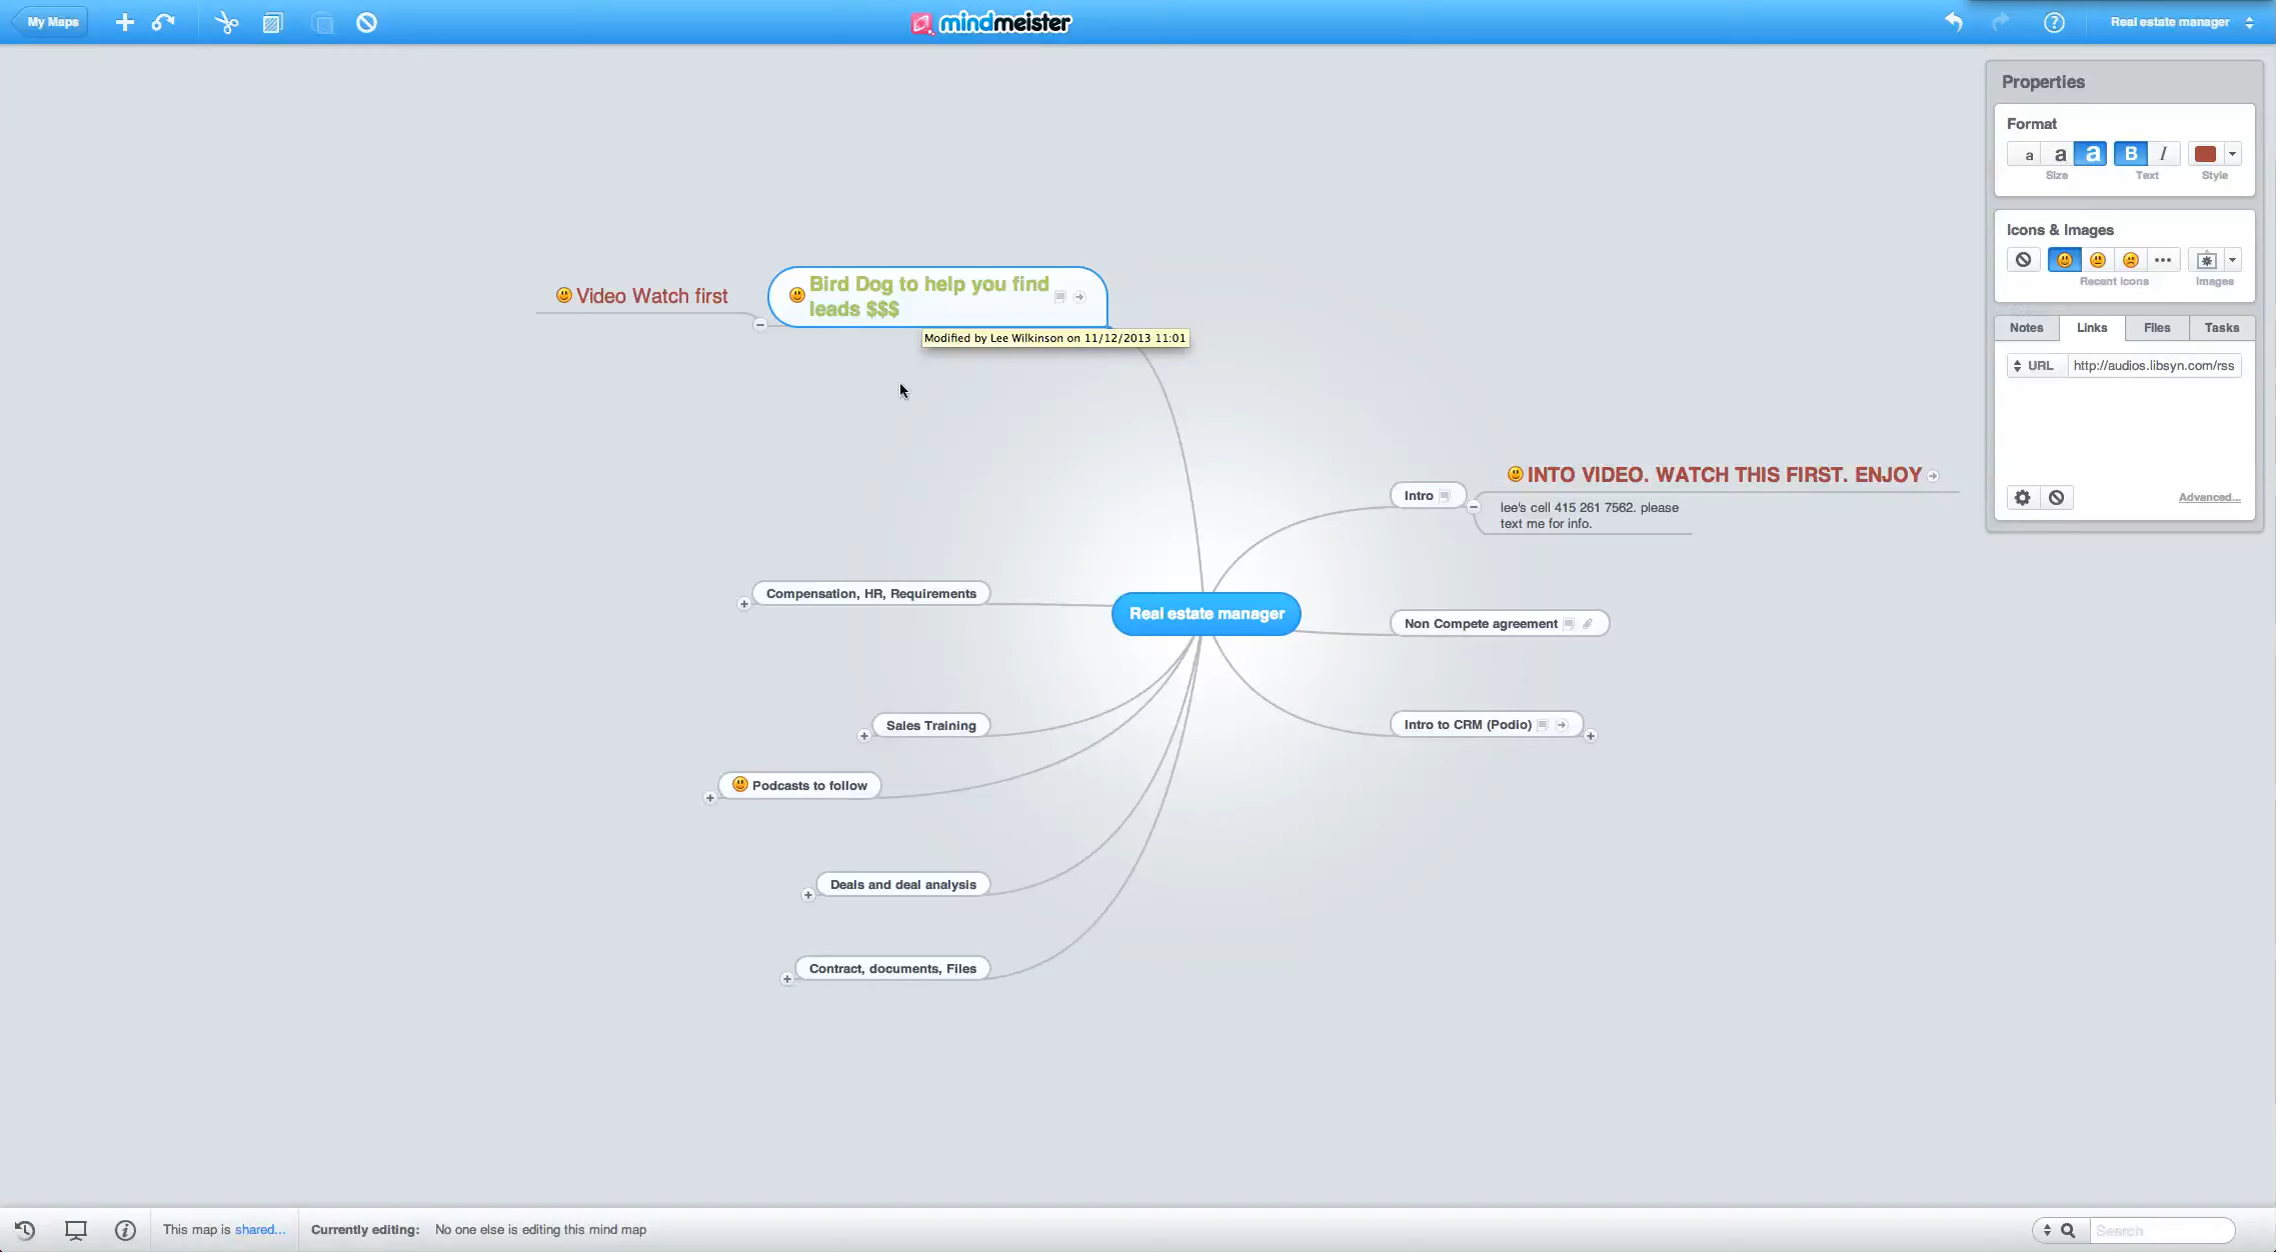 My Maps
mindmeister
Real estate manager
Properties
Format
a a a B I
Size Text Style
Icons & Images
Recent Icons Images
Notes Links Files Tasks
URL http://audios.libsyn.com/rss
Advanced...
Video Watch first
Bird Dog to help you find
leads $$$
Modified by Lee Wilkinson on 11/12/2013 11:01
INTO VIDEO. WATCH THIS FIRST. ENJOY
Intro
lee's cell 415 261 7562. please
text me for info.
Compensation, HR, Requirements
Real estate manager
Non Compete agreement
Sales Training
Intro to CRM (Podio)
Podcasts to follow
Deals and deal analysis
Contract, documents, Files
This map is shared...
Currently editing: No one else is editing this mind map
Search